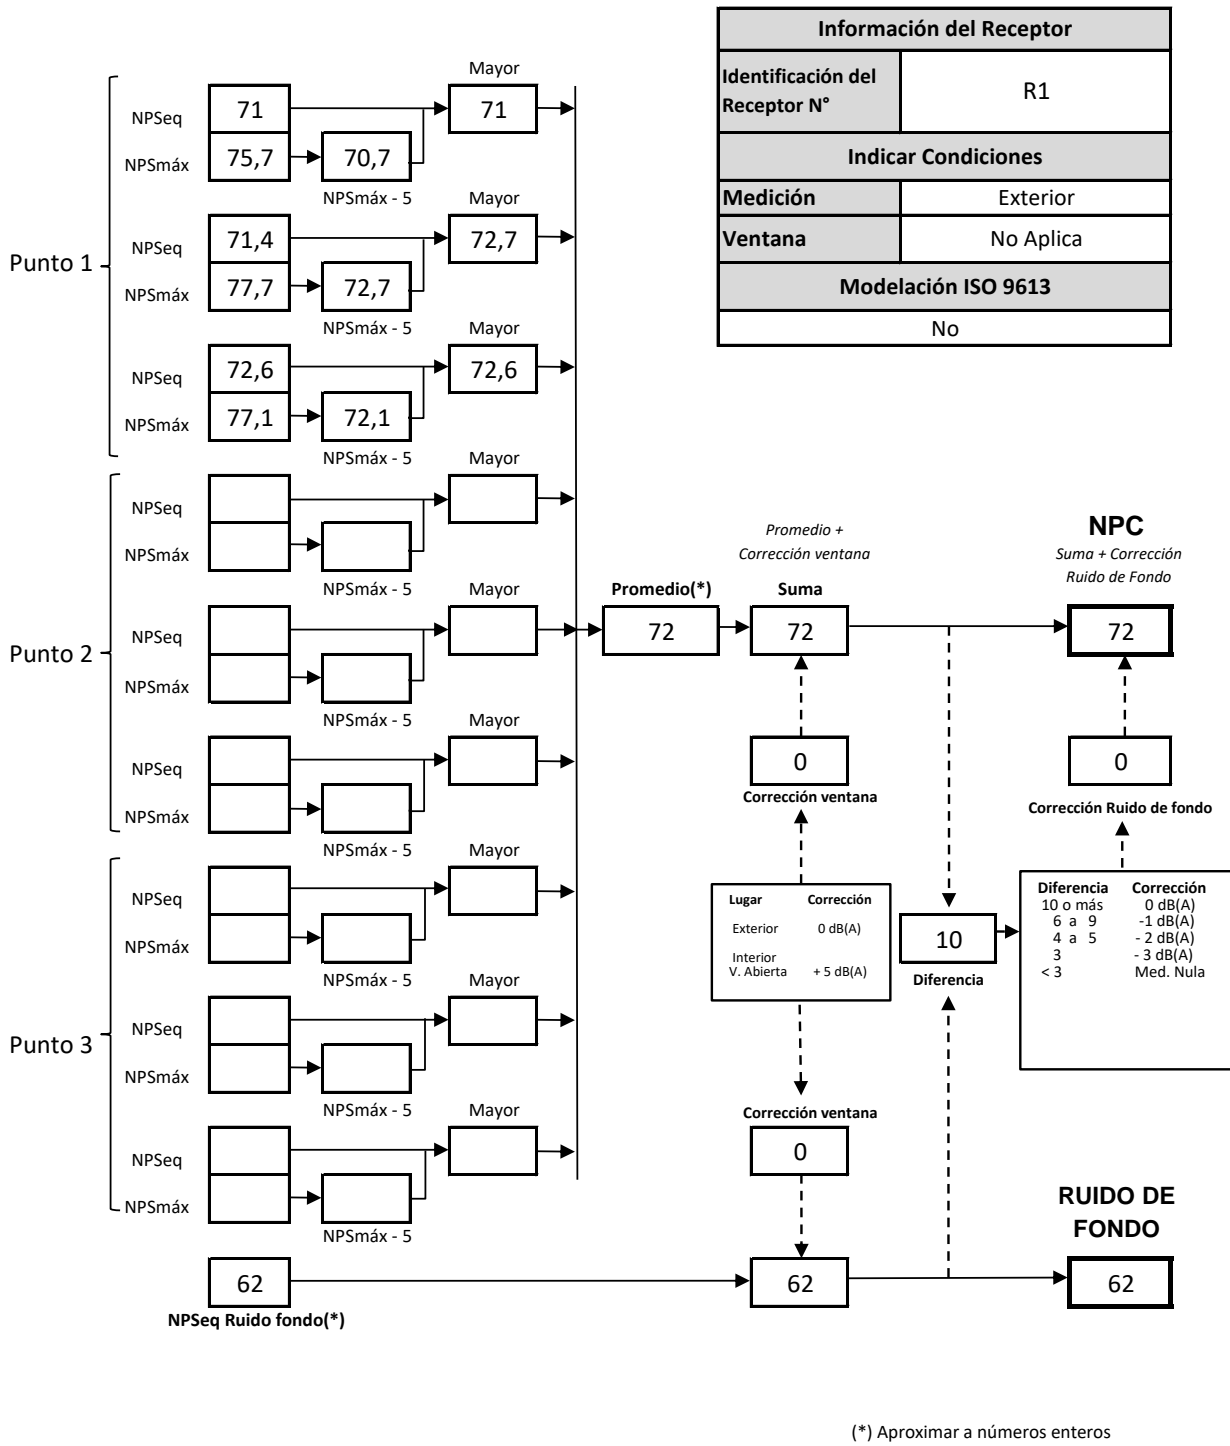 Información del Receptor
Identificación del Receptor N°
R1
Indicar Condiciones
Medición
Exterior
Ventana
No Aplica
Modelación ISO 9613
No
Punto 1
Mayor
NPSeq
71
71
NPSmáx
75,7
70,7
NPSmáx - 5
Mayor
NPSeq
71,4
72,7
NPSmáx
77,7
72,7
NPSmáx - 5
Mayor
NPSeq
72,6
72,6
NPSmáx
77,1
72,1
NPSmáx - 5
Punto 2
Mayor
NPSeq
NPSmáx
NPSmáx - 5
Mayor
NPSeq
NPSmáx
NPSmáx - 5
Mayor
NPSeq
NPSmáx
NPSmáx - 5
Punto 3
Mayor
NPSeq
NPSmáx
NPSmáx - 5
Mayor
NPSeq
NPSmáx
NPSmáx - 5
Mayor
NPSeq
NPSmáx
NPSmáx - 5
62
NPSeq Ruido fondo(*)
Promedio(*)
72
Promedio +
Corrección ventana
Suma
72
0
Corrección ventana
Lugar Corrección
Exterior 0 dB(A)
Interior
V. Abierta + 5 dB(A)
Corrección ventana
0
62
10
Diferencia
NPC
Suma + Corrección
Ruido de Fondo
72
0
Corrección Ruido de fondo
Diferencia Corrección
10 o más 0 dB(A)
6 a 9 -1 dB(A)
4 a 5 - 2 dB(A)
3 - 3 dB(A)
< 3 Med. Nula
RUIDO DE
FONDO
62
(*) Aproximar a números enteros